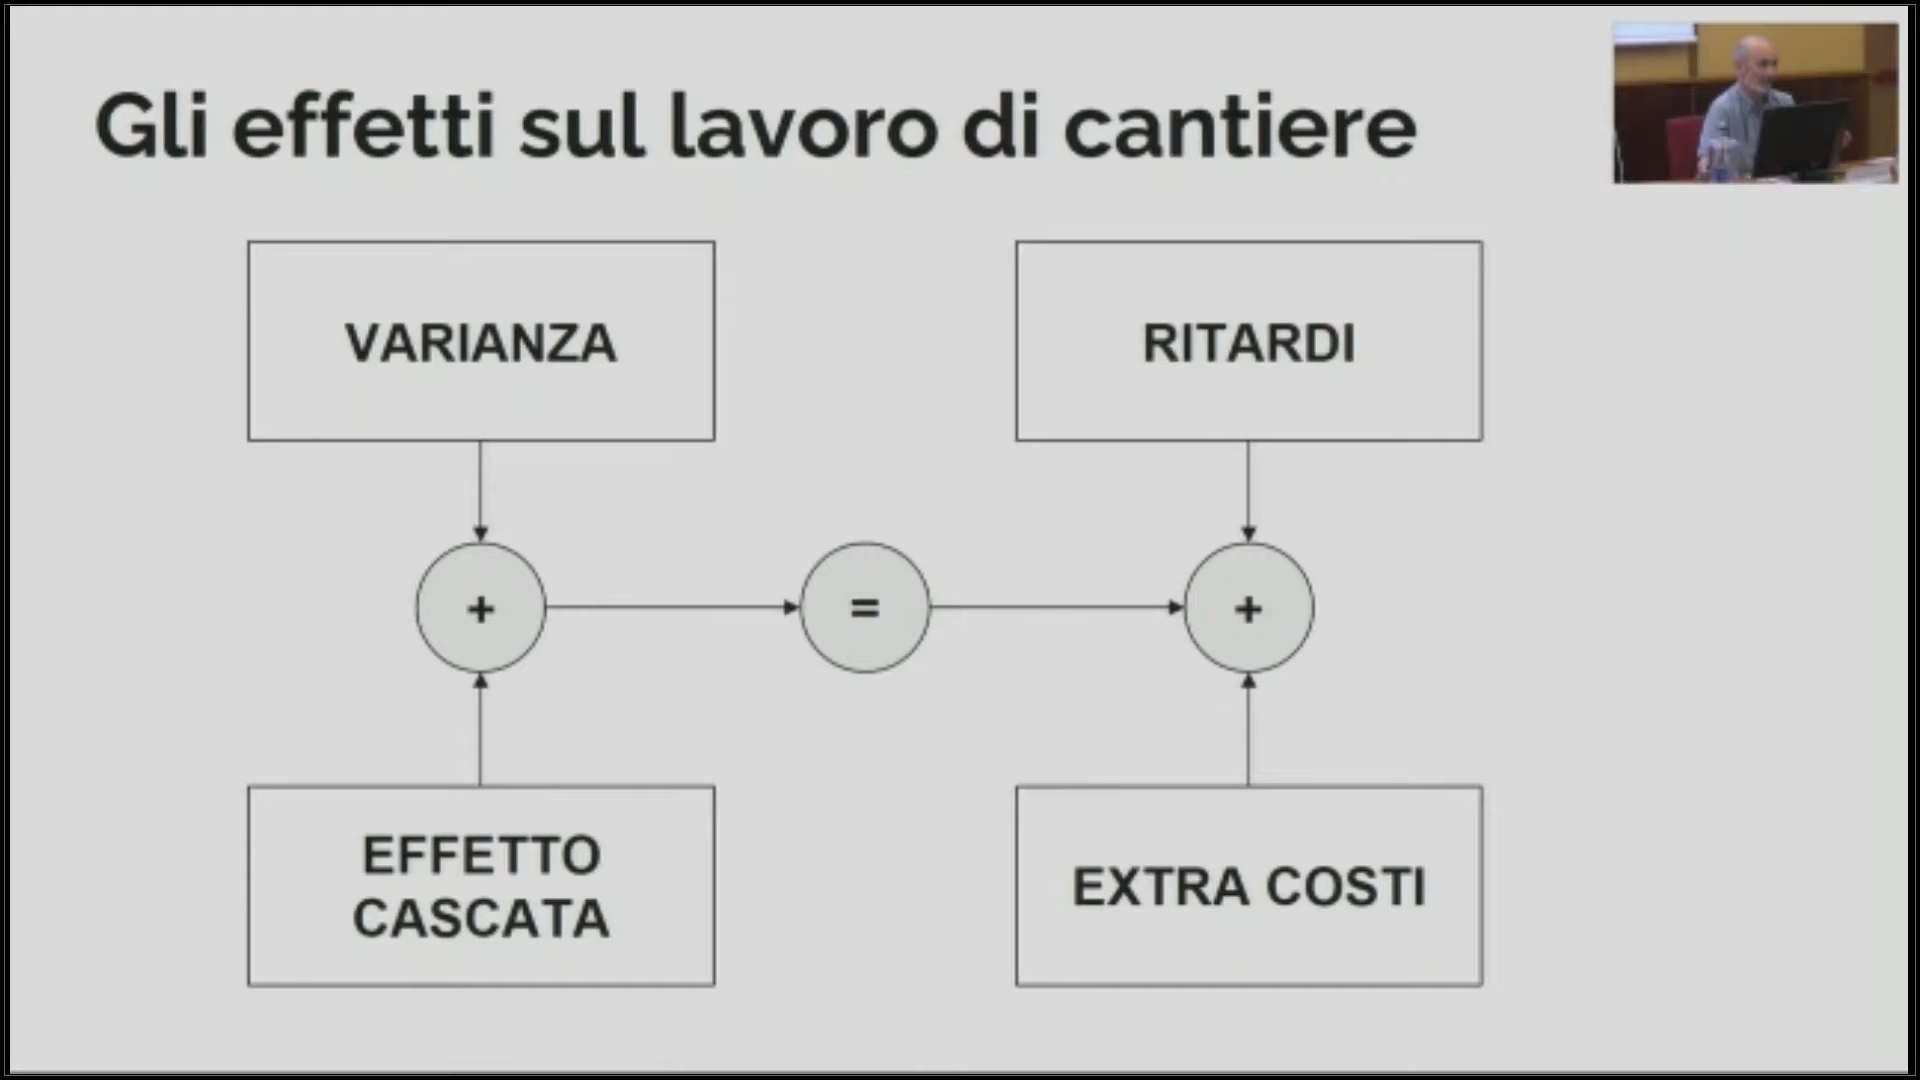 Gli effetti sul lavoro di cantiere
VARIANZA
RITARDI
+
=
+
EFFETTO
CASCATA
EXTRA COSTI